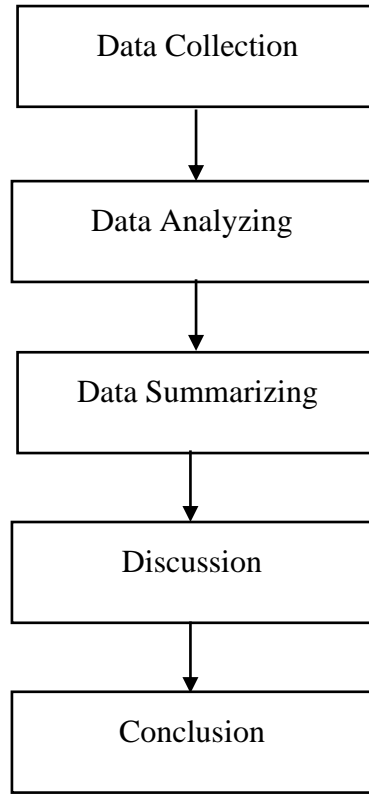 Data Collection
Data Analyzing
Data Summarizing
Discussion
Conclusion